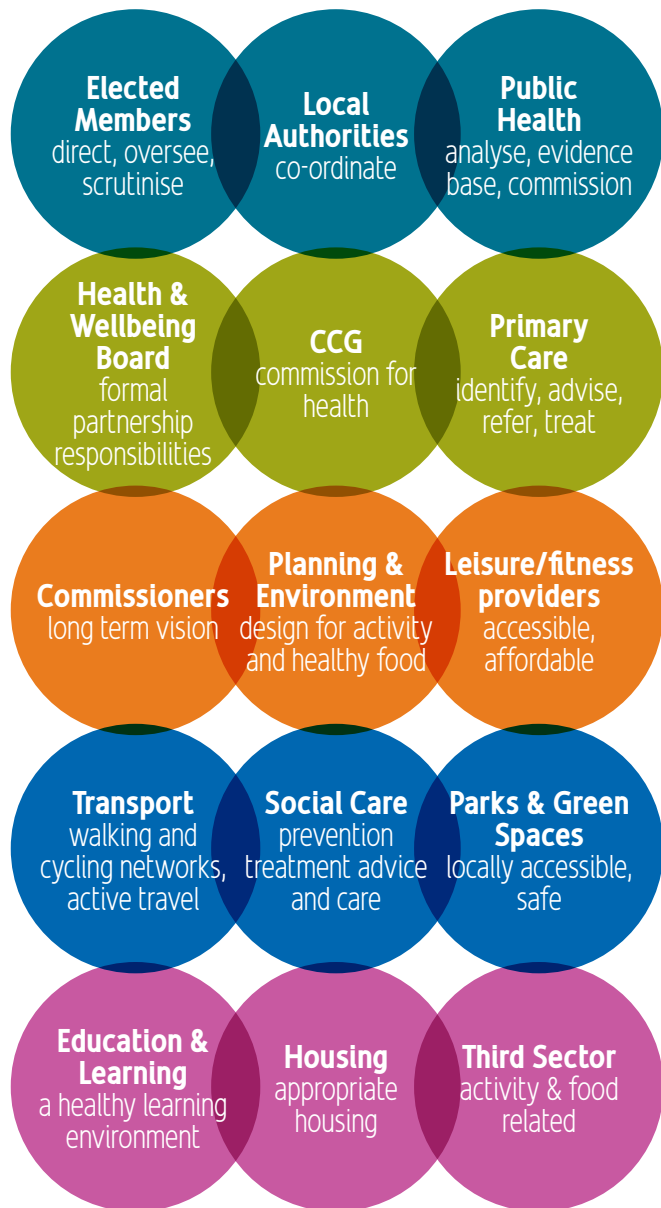 Elected
Members
direct, oversee,
scrutinise
Local
Authorities
co-ordinate
Public
Health
analyse, evidence
base, commission
Health &
Wellbeing
Board
formal
partnership
responsibilities
CCG
commission for
health
Primary
Care
identify, advise,
refer, treat
Commissioners
long term vision
Planning &
Environment
design for activity
and healthy food
Leisure/fitness
providers
accessible,
affordable
Transport
walking and
cycling networks,
active travel
Social Care
prevention
treatment advice
and care
Parks & Green
Spaces
locally accessible,
safe
Education &
Learning
a healthy learning
environment
Housing
appropriate
housing
Third Sector
activity & food
related